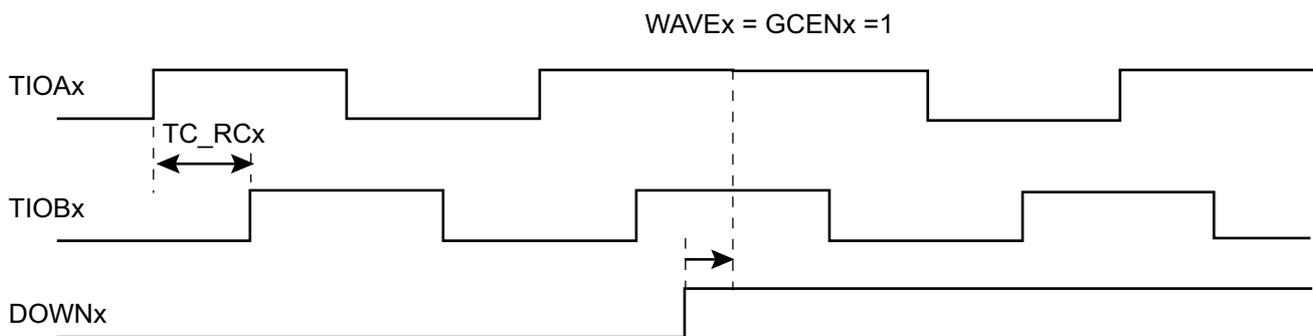 WAVEx = GCENx =1
TIOAx
TC_RCx
TIOBx
DOWNx